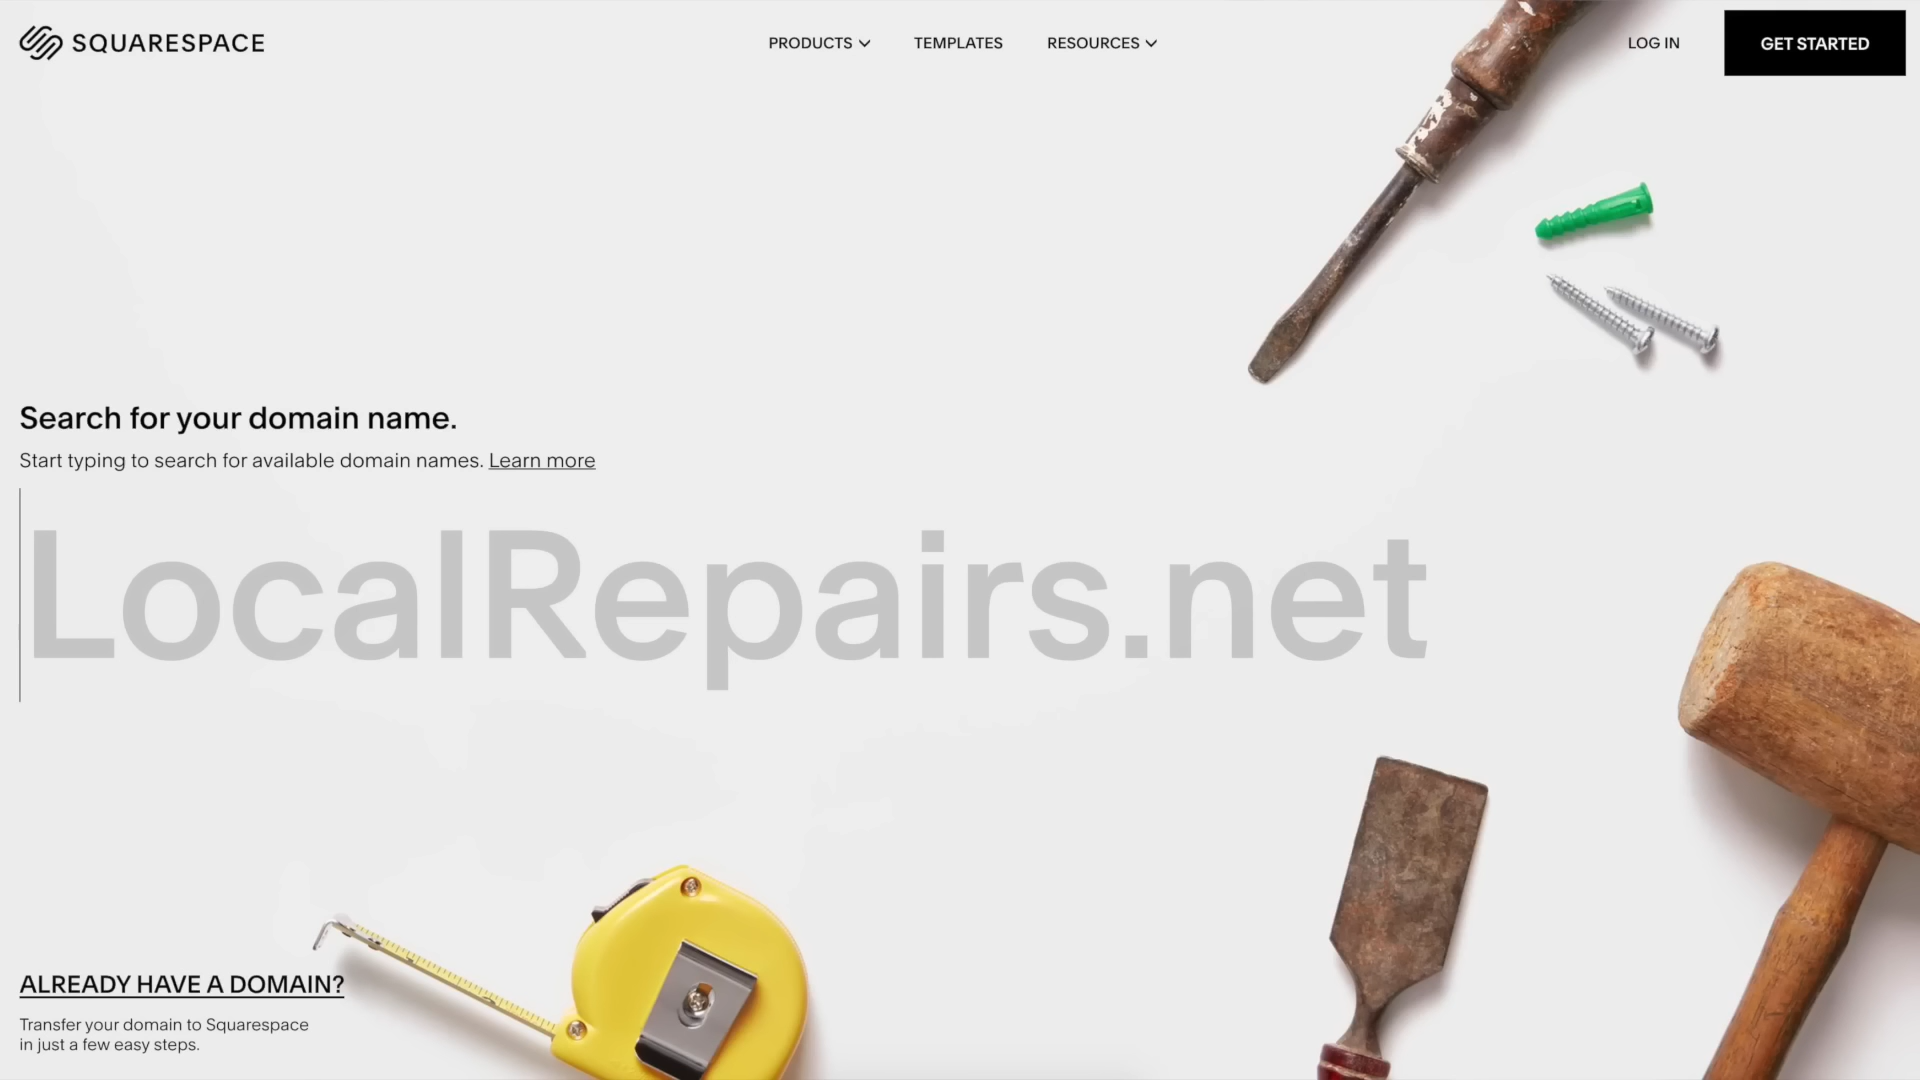 SQUARESPACE
PRODUCTS
TEMPLATES
RESOURCES
LOG IN
GET STARTED
Search for your domain name.
Start typing to search for available domain names. Learn more
LocalRepairs.net
ALREADY HAVE A DOMAIN?
Transfer your domain to Squarespace
in just a few easy steps.